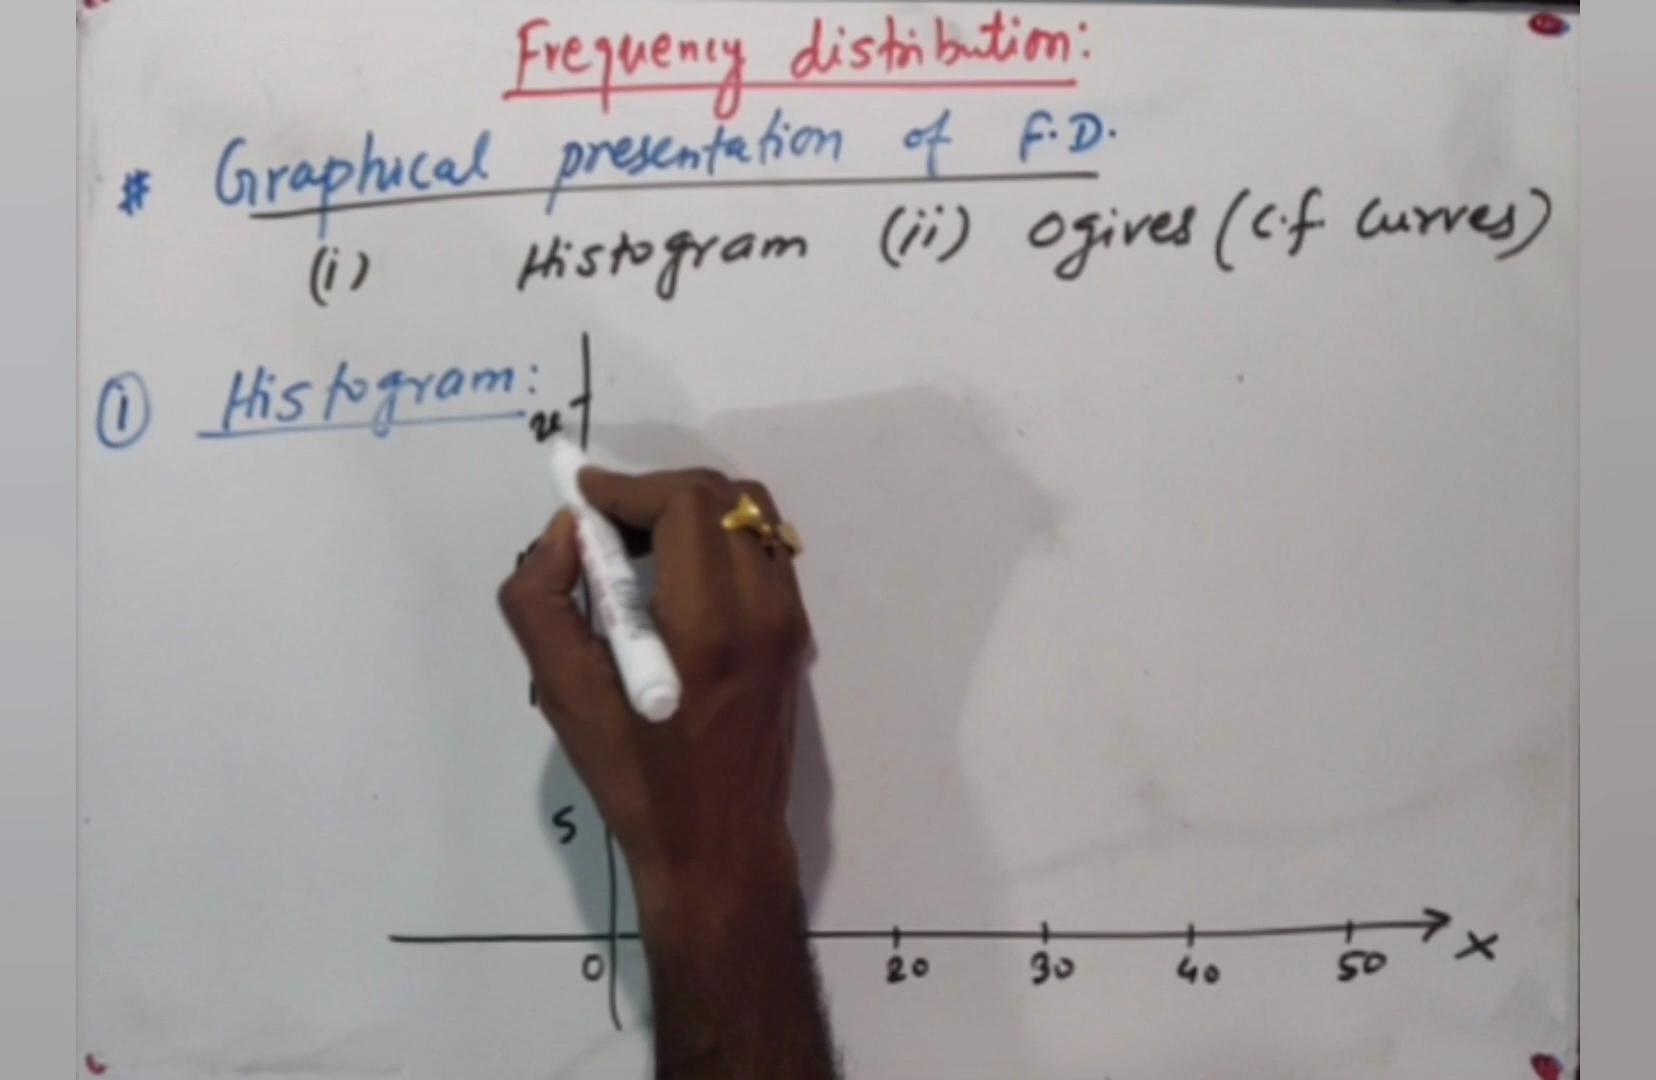 Frequency distribution:
# Graphical presentation of F.D.
(i) Histogram (ii) Ogives (c.f. Curves)
① Histogram:
5
0 20 30 40 50 X